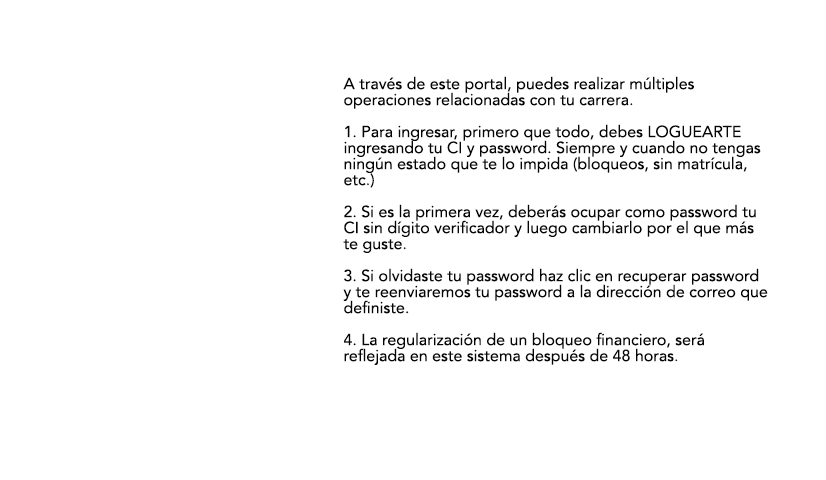 A través de este portal, puedes realizar múltiples
operaciones relacionadas con tu carrera.
1. Para ingresar, primero que todo, debes LOGUEARTE
ingresando tu CI y password. Siempre y cuando no tengas
ningún estado que te lo impida (bloqueos, sin matrícula,
etc.)
2. Si es la primera vez, deberás ocupar como password tu
CI sin dígito verificador y luego cambiarlo por el que más
te guste.
3. Si olvidaste tu password haz clic en recuperar password
y te reenviaremos tu password a la dirección de correo que
definiste.
4. La regularización de un bloqueo financiero, será
reflejada en este sistema después de 48 horas.